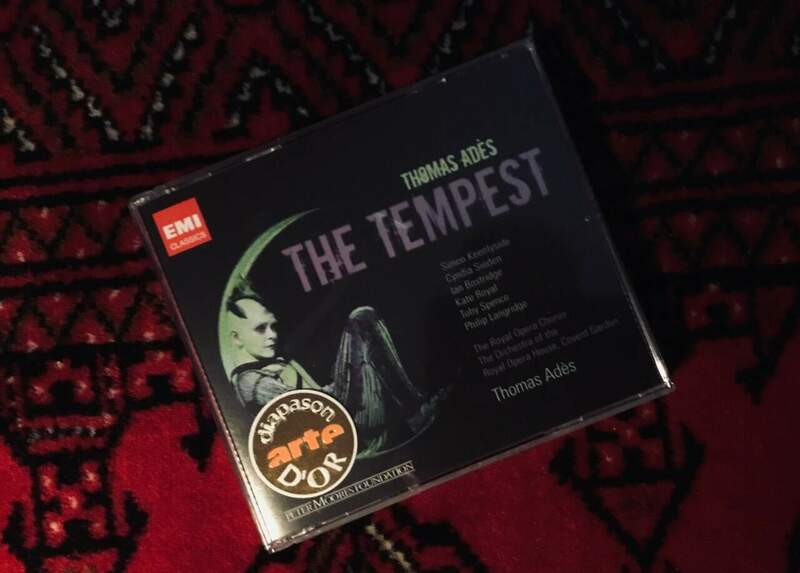 EMI
CLASSICS
THOMAS ADÈS
THE TEMPEST
Simon Keenlyside
Cyndia Sieden
Ian Bostridge
Kate Royal
Toby Spence
Philip Langridge
The Royal Opera Chorus
The Orchestra of the
Royal Opera House, Covent Garden
Thomas Adès
diapason
arte
D'OR
PETER MOORES FOUNDATION